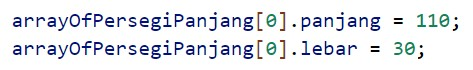 arrayOfPersegiPanjang[0].panjang = 110;
arrayOfPersegiPanjang[0].lebar = 30;